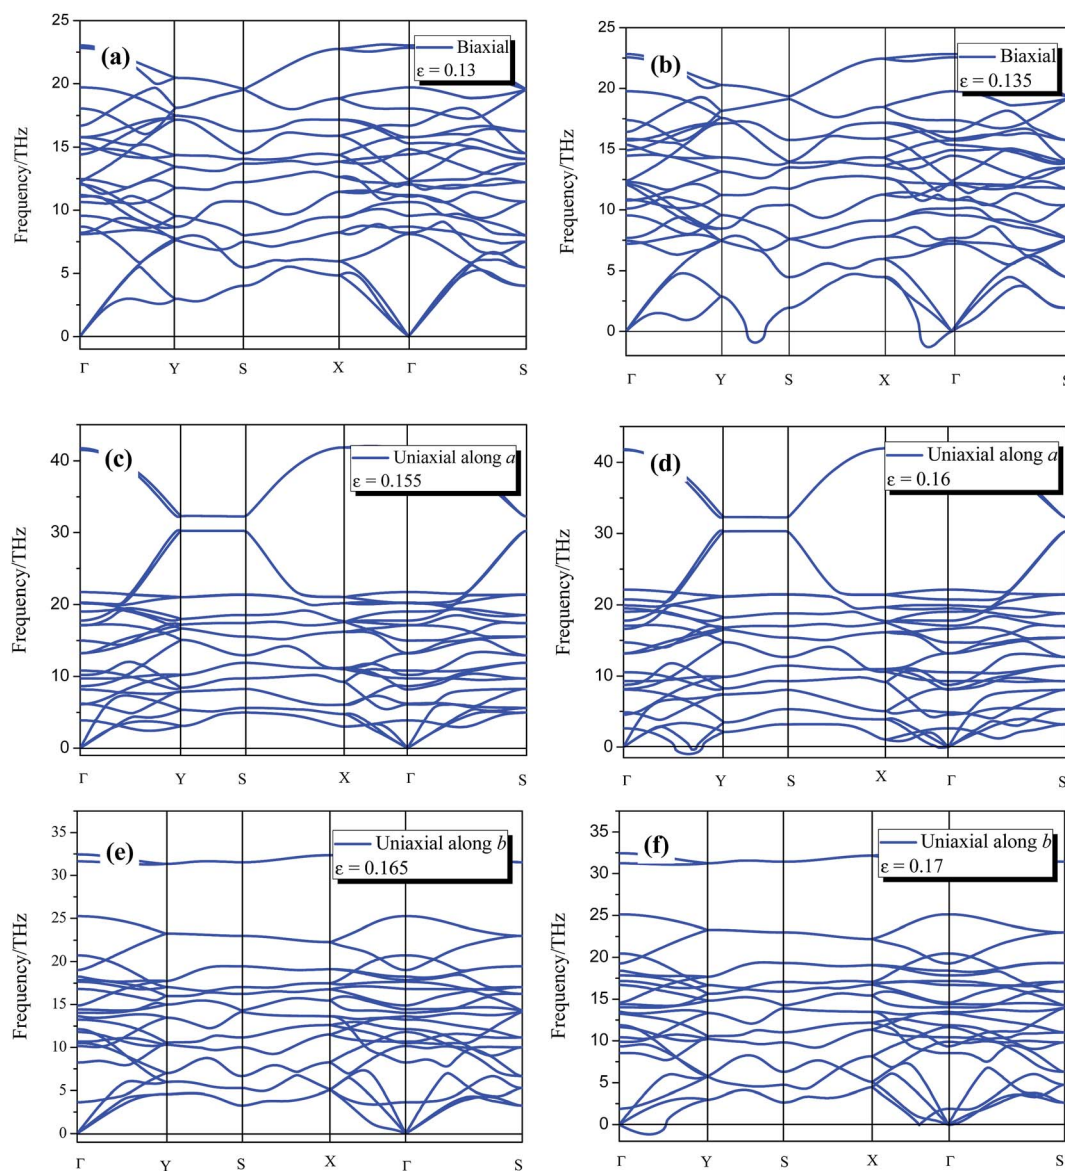 25
20
15
10
5
0
Frequency/THz
(a)
Biaxial
ε = 0.13
Γ Y S X Γ S
25
20
15
10
5
0
Frequency/THz
(b)
Biaxial
ε = 0.135
Γ Y S X Γ S
40
30
20
10
0
Frequency/THz
(c)
Uniaxial along a
ε = 0.155
Γ Y S X Γ S
40
30
20
10
0
Frequency/THz
(d)
Uniaxial along a
ε = 0.16
Γ Y S X Γ S
35
30
25
20
15
10
5
0
Frequency/THz
(e)
Uniaxial along b
ε = 0.165
Γ Y S X Γ S
35
30
25
20
15
10
5
0
Frequency/THz
(f)
Uniaxial along b
ε = 0.17
Γ Y S X Γ S